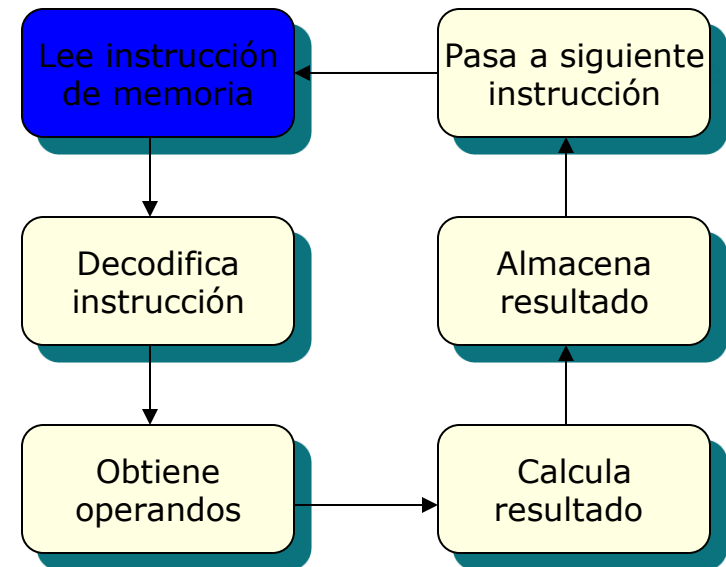 Lee instrucción
de memoria
Pasa a siguiente
instrucción
Decodifica
instrucción
Almacena
resultado
Obtiene
operandos
Calcula
resultado